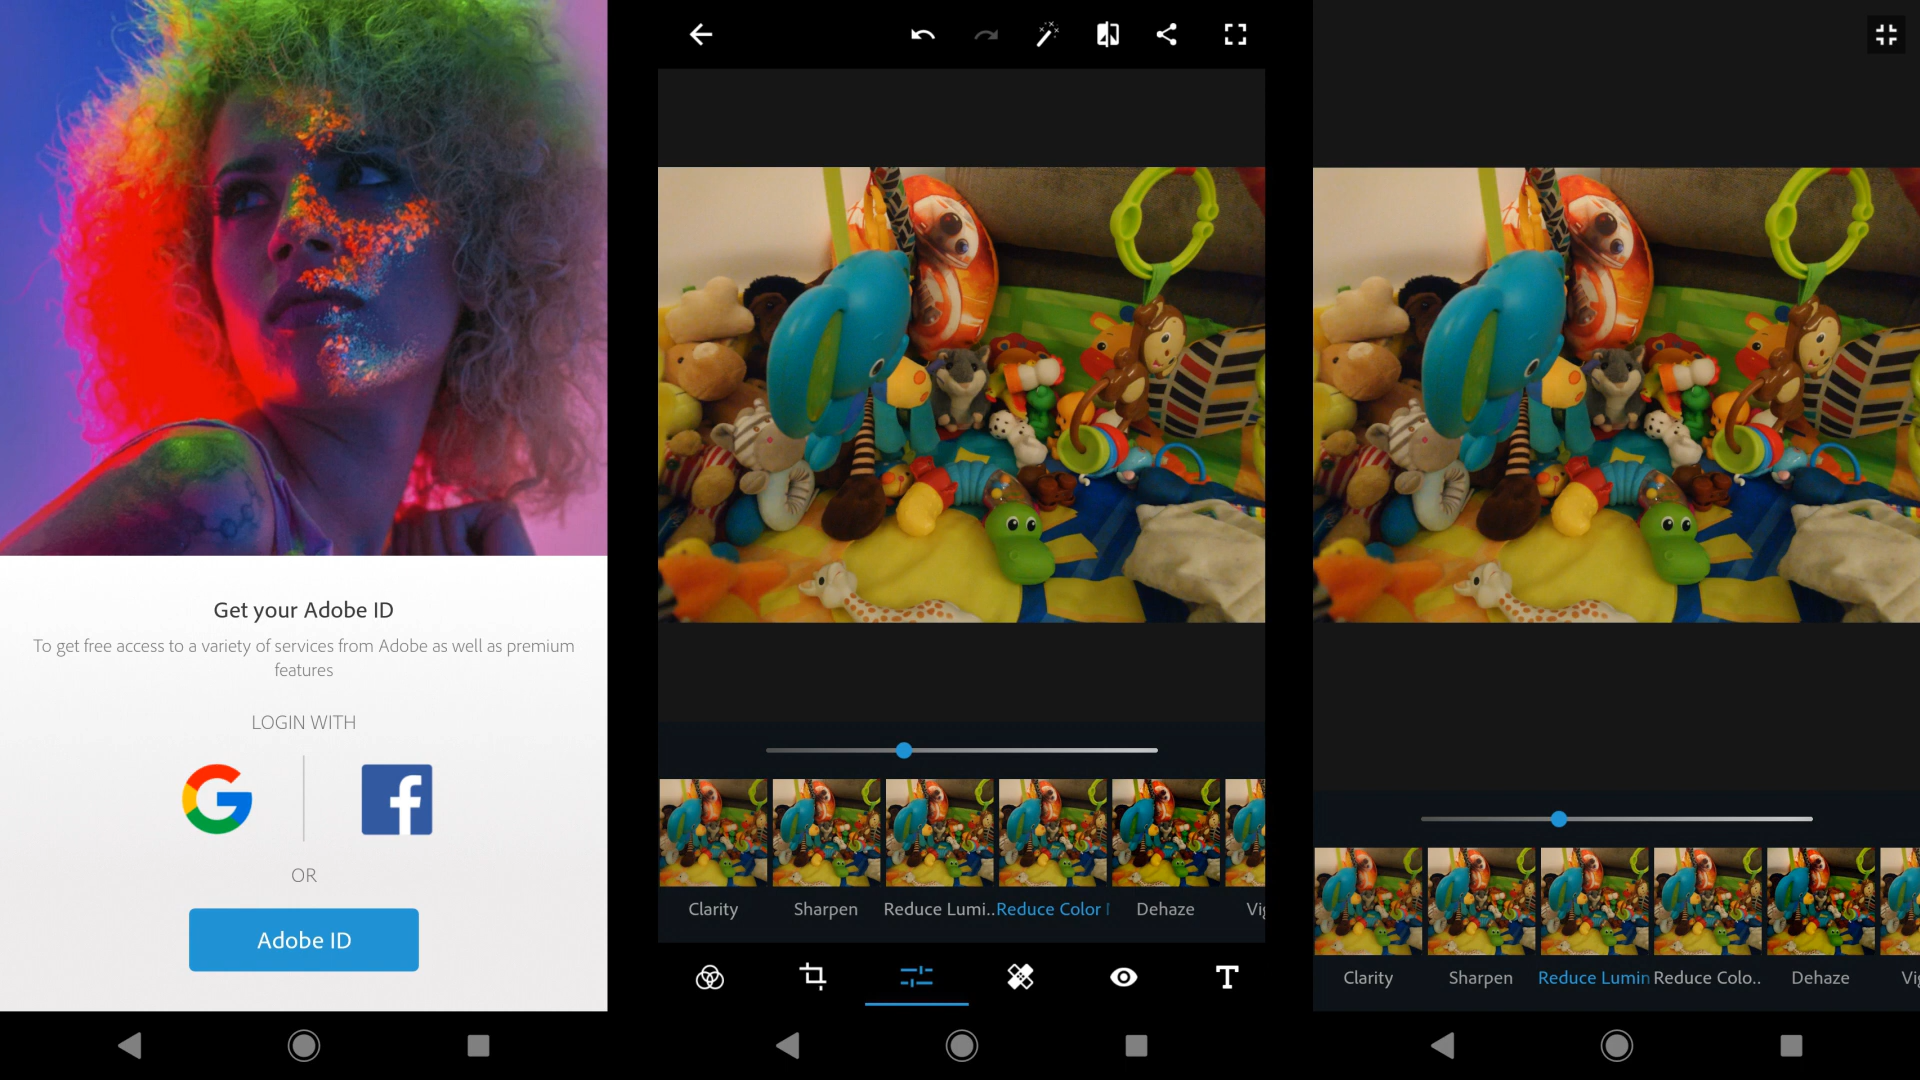 Get your Adobe ID
To get free access to a variety of services from Adobe as well as premium
features
LOGIN WITH
OR
Adobe ID
Clarity
Sharpen
Reduce Lumi..
Reduce Color
Dehaze
T
Clarity
Sharpen
Reduce Lumin
Reduce Colo..
Dehaze